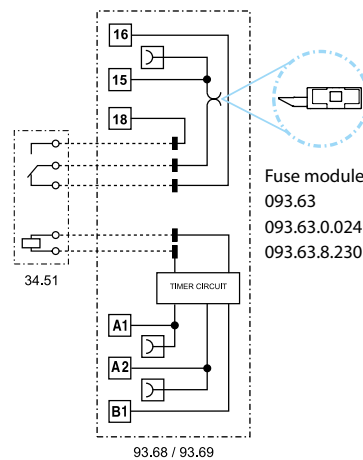 16
15
18
Fuse module
093.63
093.63.0.024
093.63.8.230
34.51
TIMER CIRCUIT
A1
A2
B1
93.68 / 93.69